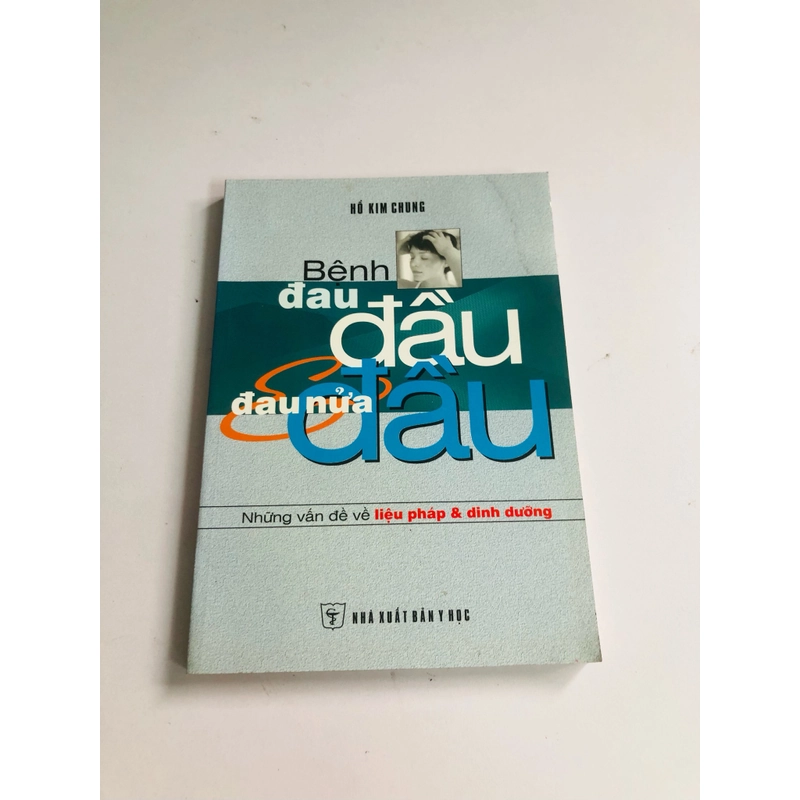 HỒ KIM CHUNG
Bệnh
đau đầu
& đau nửa đầu
Những vấn đề về liệu pháp & dinh dưỡng
NHÀ XUẤT BẢN Y HỌC